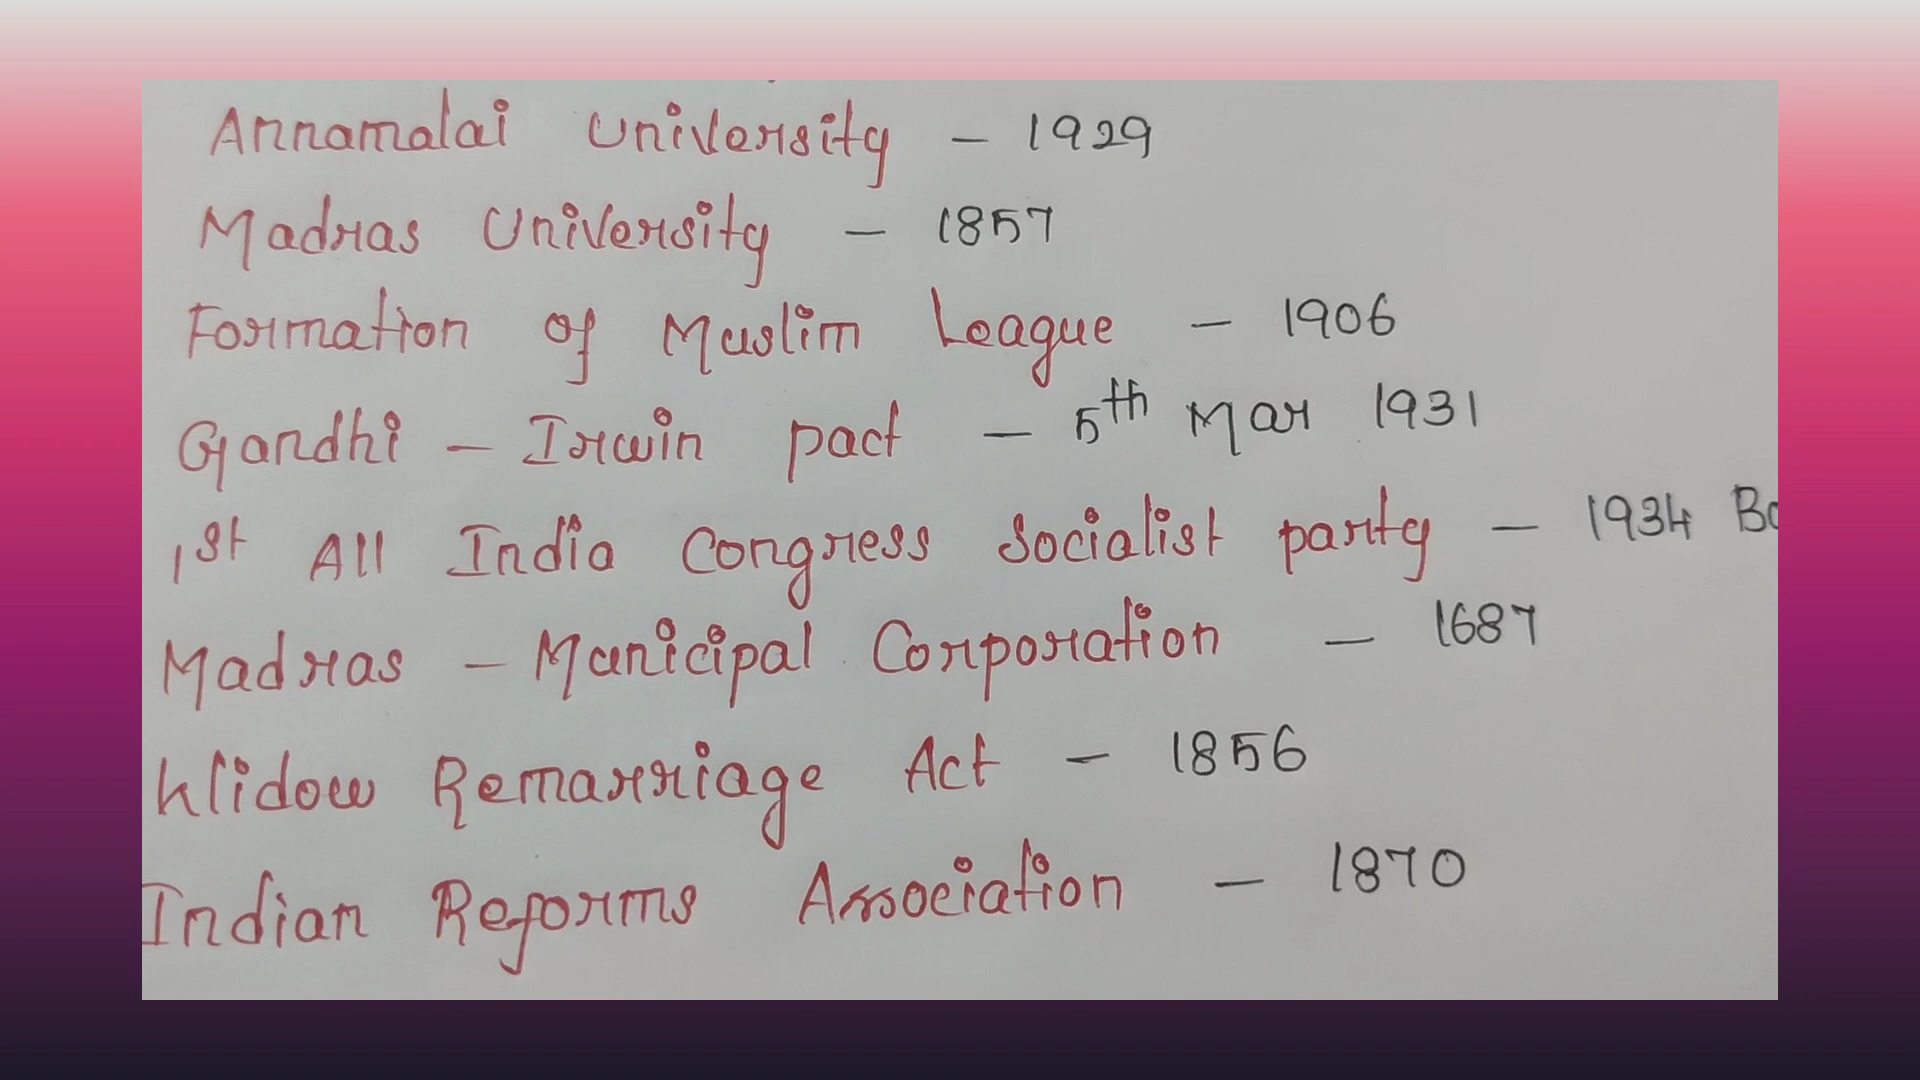 Annamalai University - 1929
Madras University - 1857
Formation of Muslim League - 1906
Gandhi - Irwin pact - 5th Mar 1931
1st All India Congress Socialist party - 1934
Madras - Municipal Corporation - 1687
Widow Remarriage Act - 1856
Indian Reforms Association - 1870